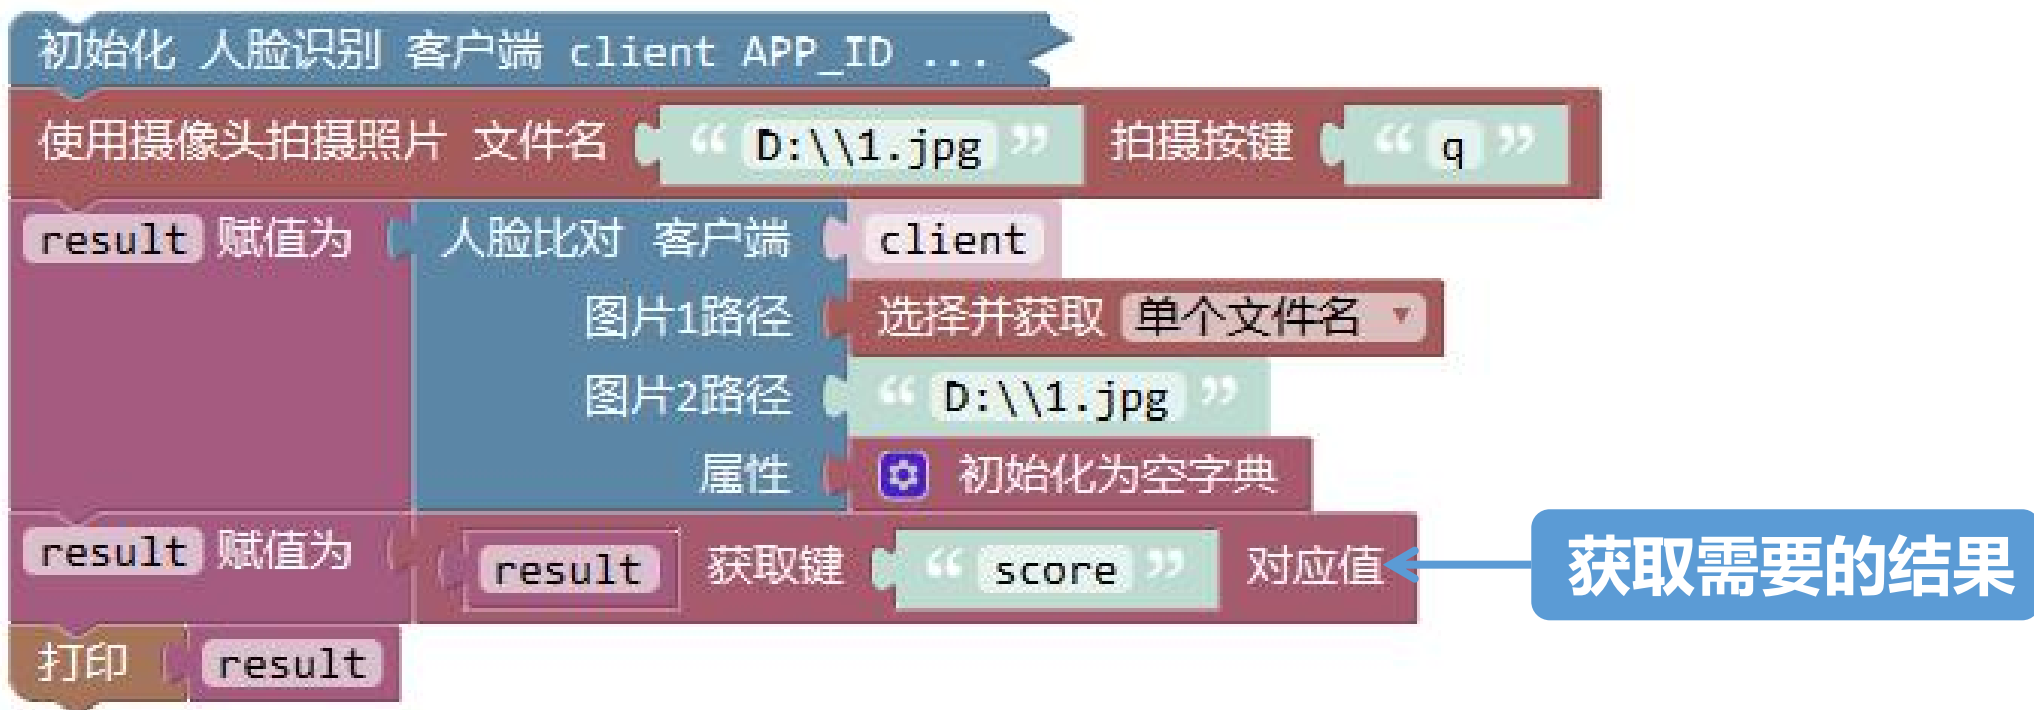 初始化 人脸识别 客户端 client APP_ID ...
使用摄像头拍摄照片 文件名 “ D:\\1.jpg ” 拍摄按键 “ q ”
result 赋值为 人脸比对 客户端 client
图片1路径 选择并获取 单个文件名
图片2路径 “ D:\\1.jpg ”
属性 初始化为空字典
result 赋值为 result 获取键 “ score ” 对应值 获取需要的结果
打印 result